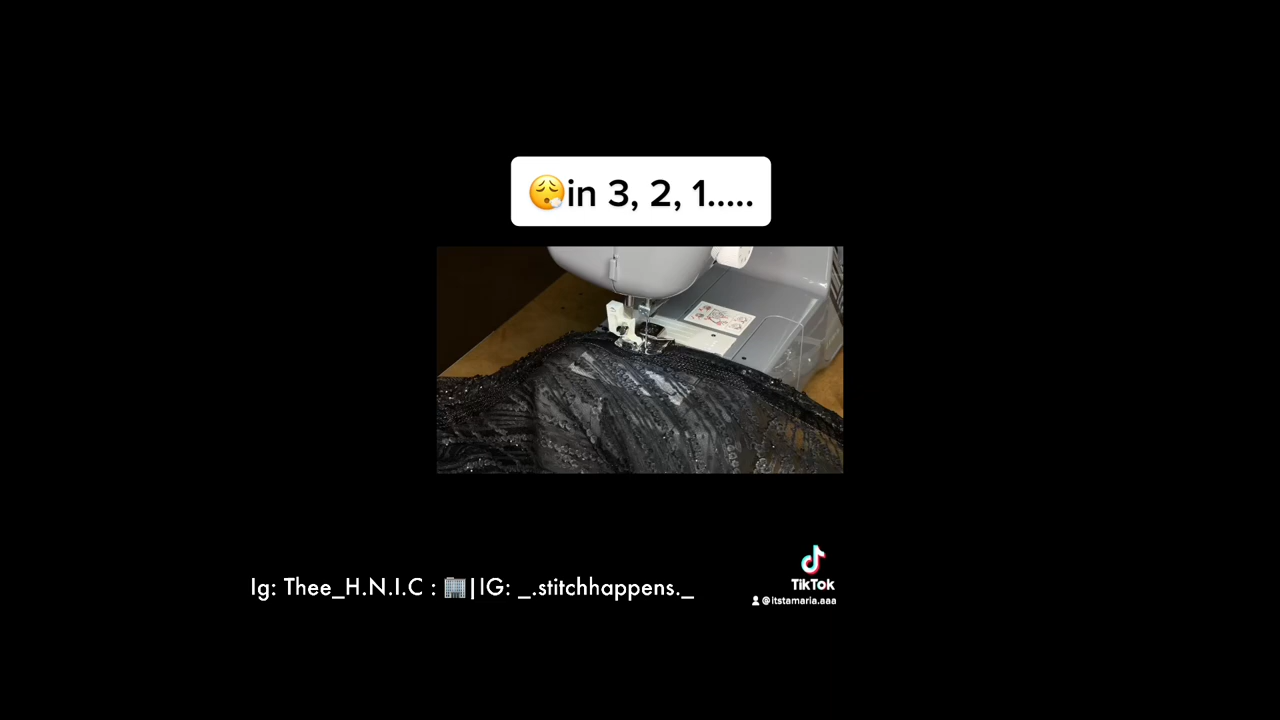 😮‍💨in 3, 2, 1.....
Ig: Thee_H.N.I.C : 🏢|IG: _.stitchhappens._
TikTok
@itstamaria.aaa